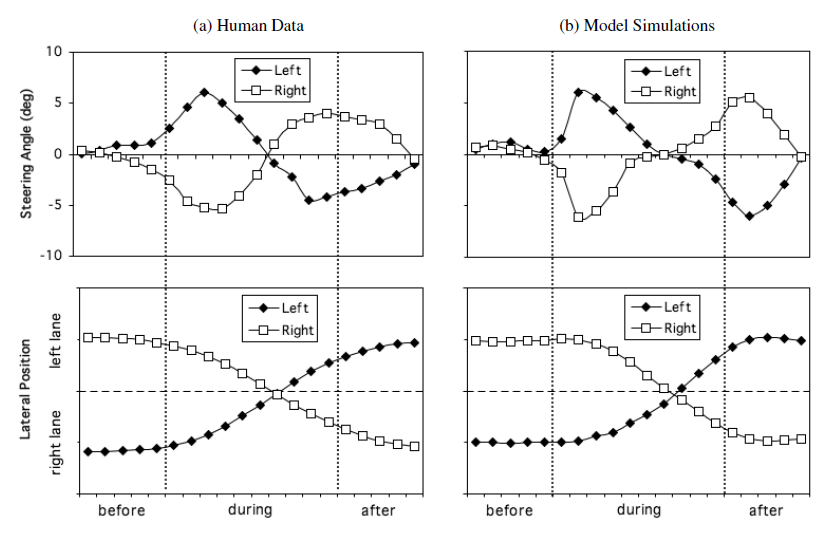 (a) Human Data
(b) Model Simulations
Steering Angle (deg)
10
5
0
-5
-10
Left
Right
Left
Right
Lateral Position
left lane
right lane
Left
Right
Left
Right
before during after
before during after